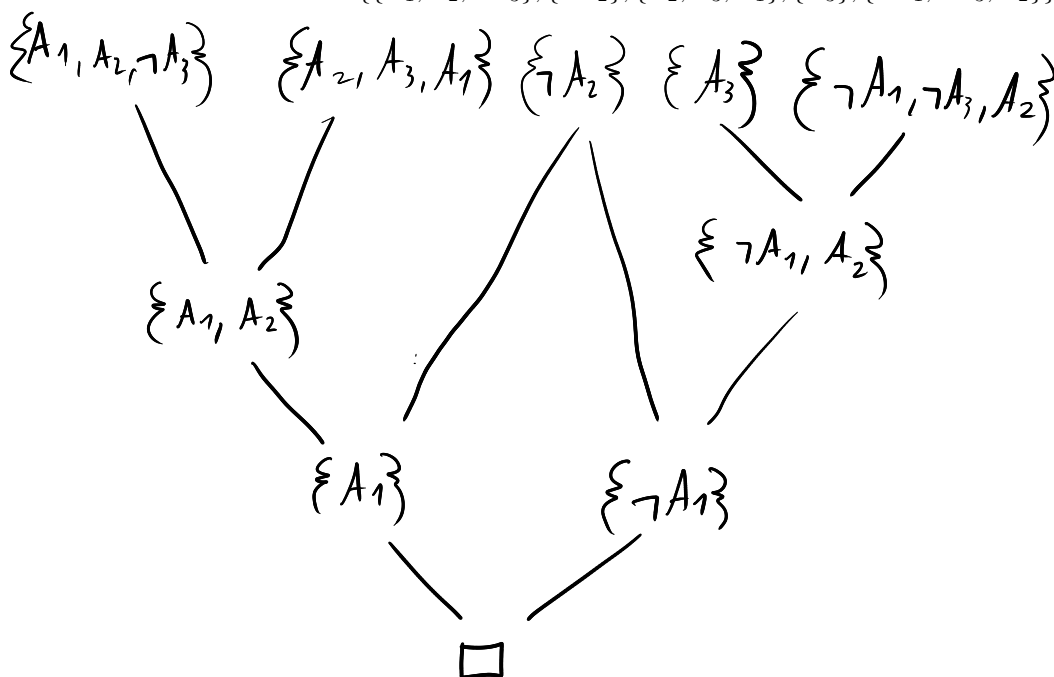 {A₁, A₂, ¬A₃} {A₂, A₃, A₁} {¬A₂} {A₃} {¬A₁, ¬A₃, A₂}
{¬A₁, A₂}
{A₁, A₂}
{A₁} {¬A₁}